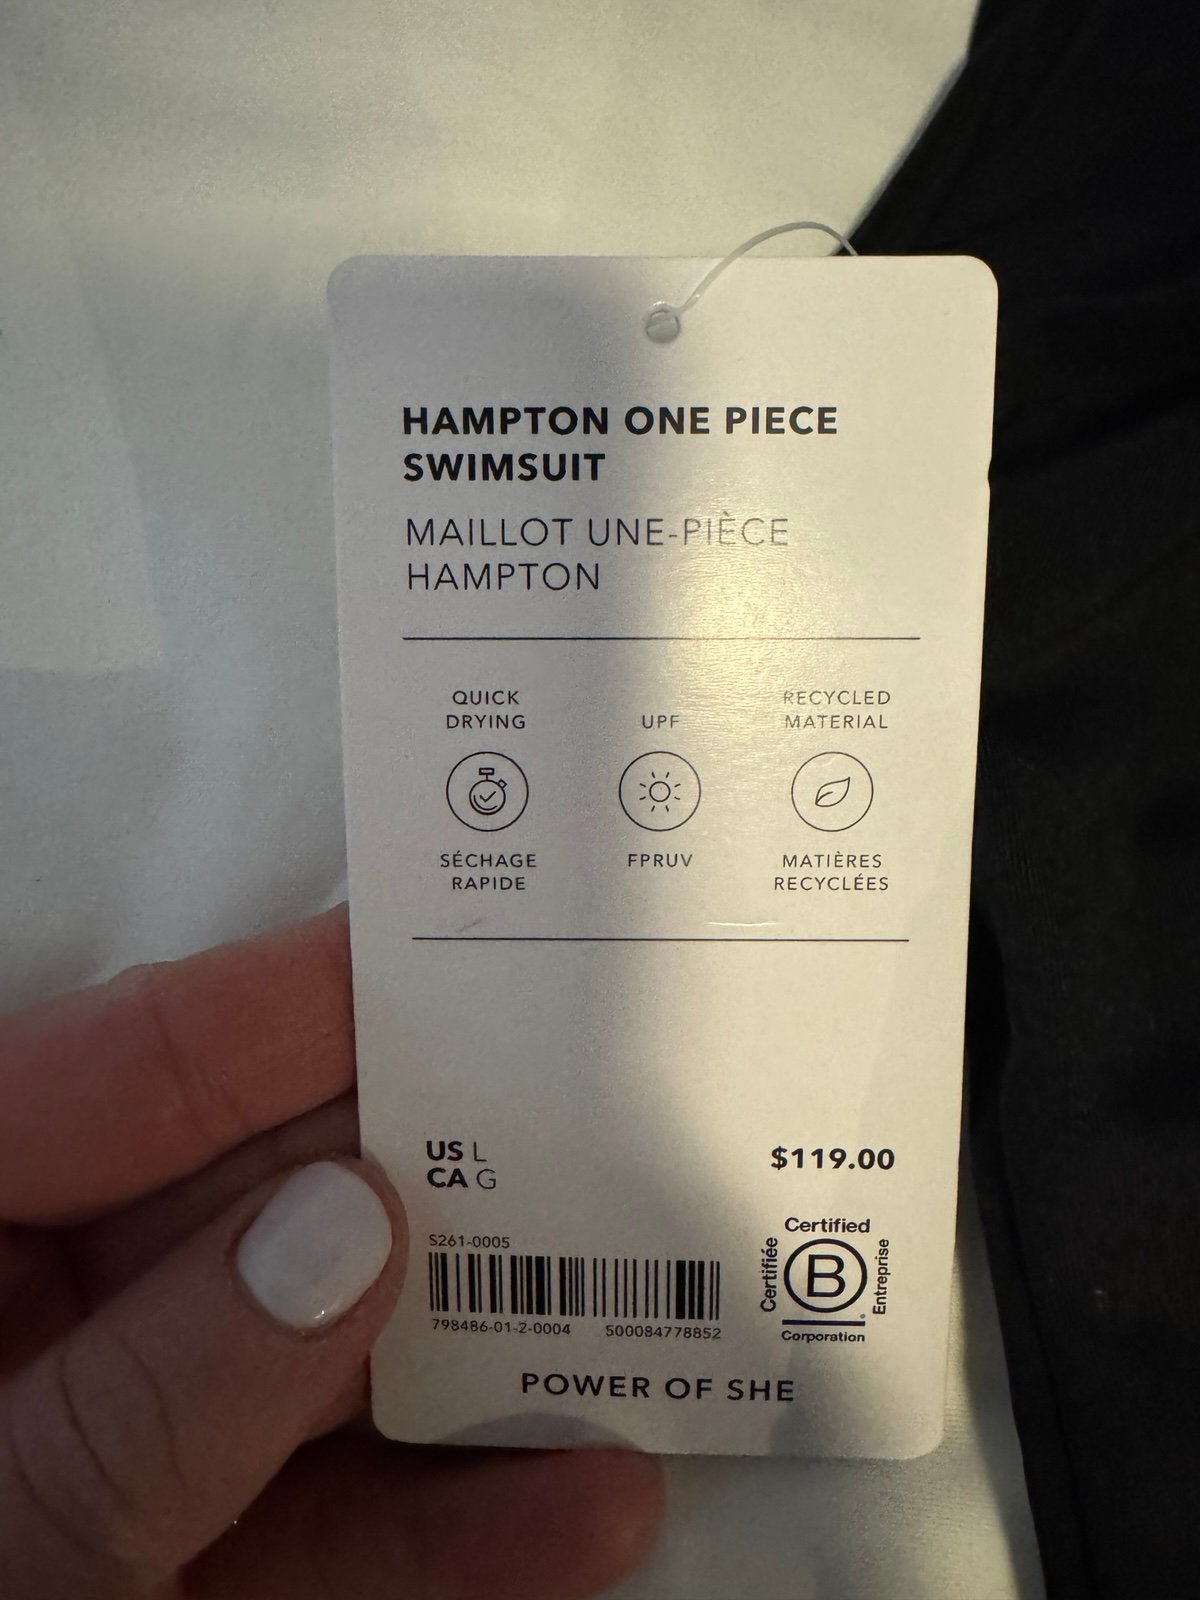 HAMPTON ONE PIECE
SWIMSUIT
MAILLOT UNE-PIÈCE
HAMPTON
QUICK
DRYING
UPF
RECYCLED
MATERIAL
SÉCHAGE
RAPIDE
FPRUV
MATIÈRES
RECYCLÉES
US L
CA G
$119.00
S261-0005
798486-01-2-0004 500084778852
Certified
Certifiée
B
Entreprise
Corporation
POWER OF SHE